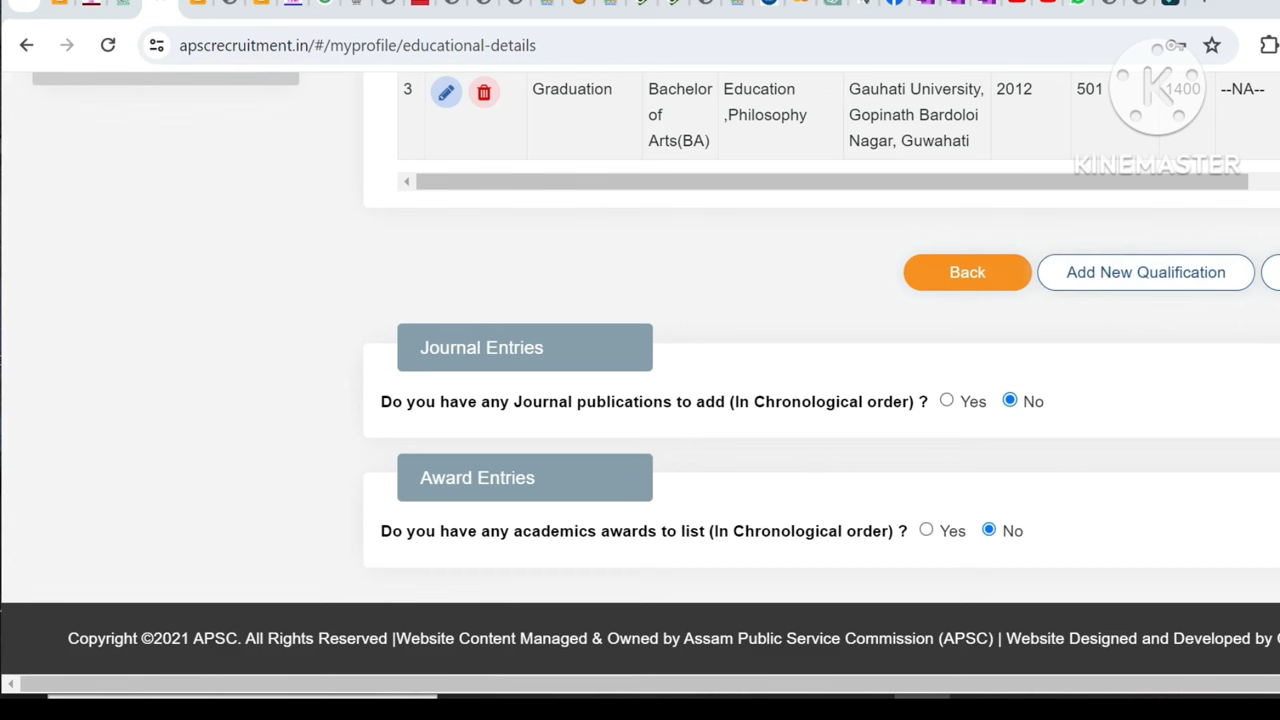 apscrecruitment.in/#/myprofile/educational-details
3 Graduation Bachelor of Arts(BA) Education ,Philosophy Gauhati University, Gopinath Bardoloi Nagar, Guwahati 2012 501 1400 --NA--
K
KINEMASTER
Back Add New Qualification
Journal Entries
Do you have any Journal publications to add (In Chronological order) ? Yes No
Award Entries
Do you have any academics awards to list (In Chronological order) ? Yes No
Copyright ©2021 APSC. All Rights Reserved |Website Content Managed & Owned by Assam Public Service Commission (APSC) | Website Designed and Developed by